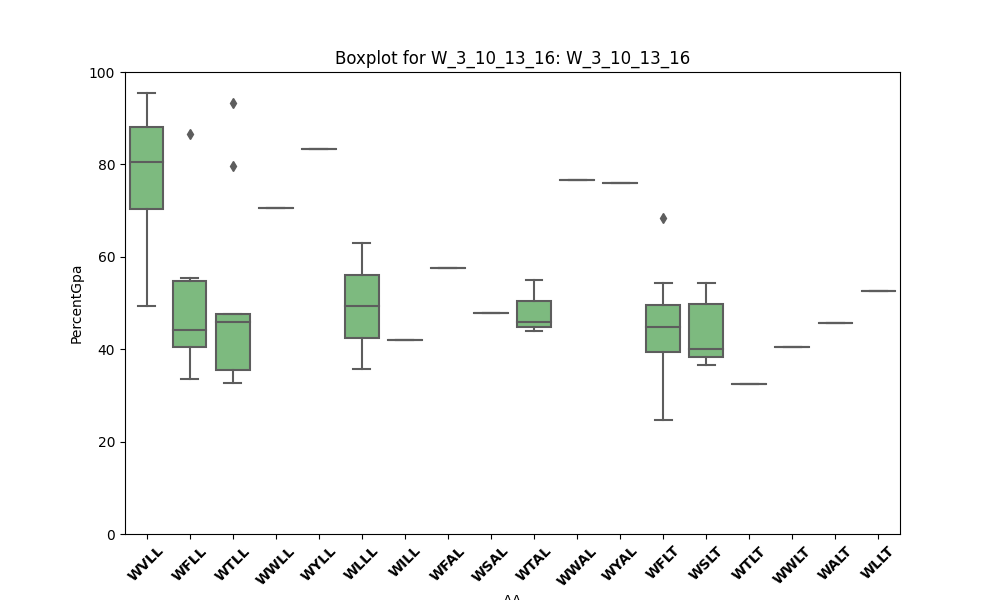 Boxplot for W_3_10_13_16: W_3_10_13_16
PercentGpa
100
80
60
40
20
0
WVLL
WFLL
WTLL
WWLL
WYLL
WLLL
WILL
WFAL
WSAL
WTAL
WWAL
WYAL
WFLT
WSLT
WTLT
WWLT
WALT
WLLT
AA